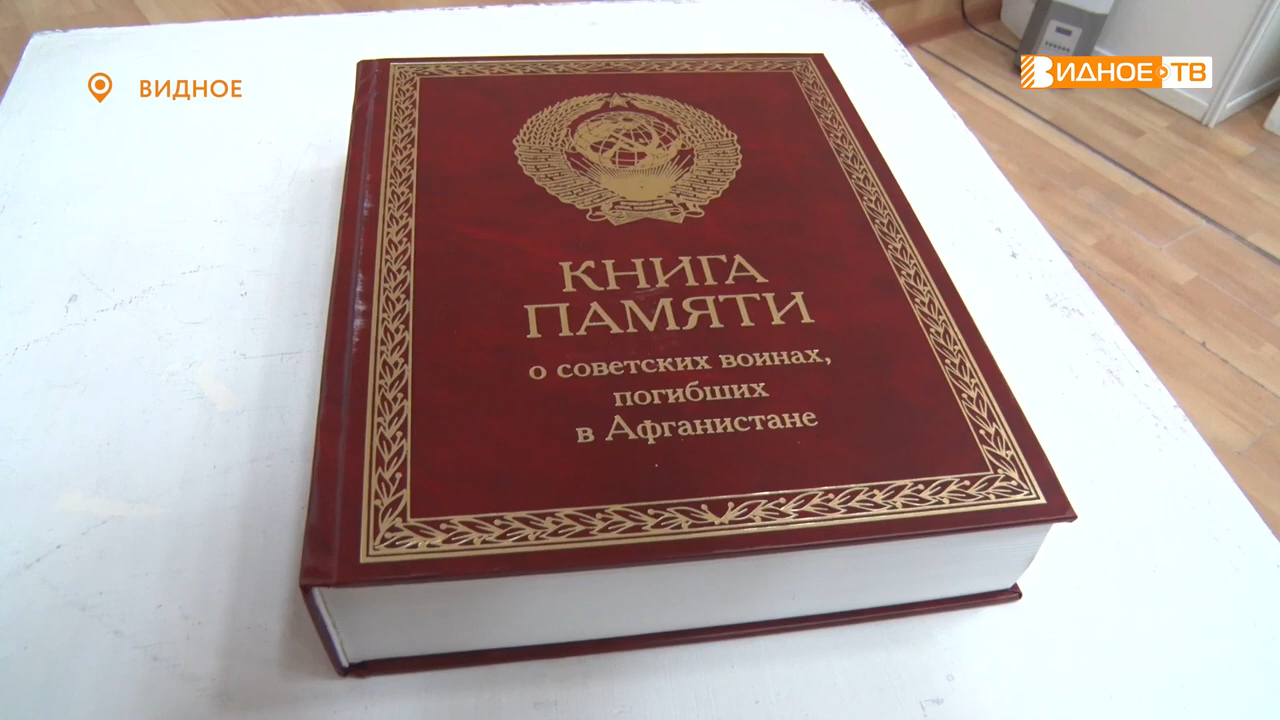 ВИДНОЕ
ВИДНОЕ ТВ
КНИГА
ПАМЯТИ
о советских воинах,
погибших
в Афганистане